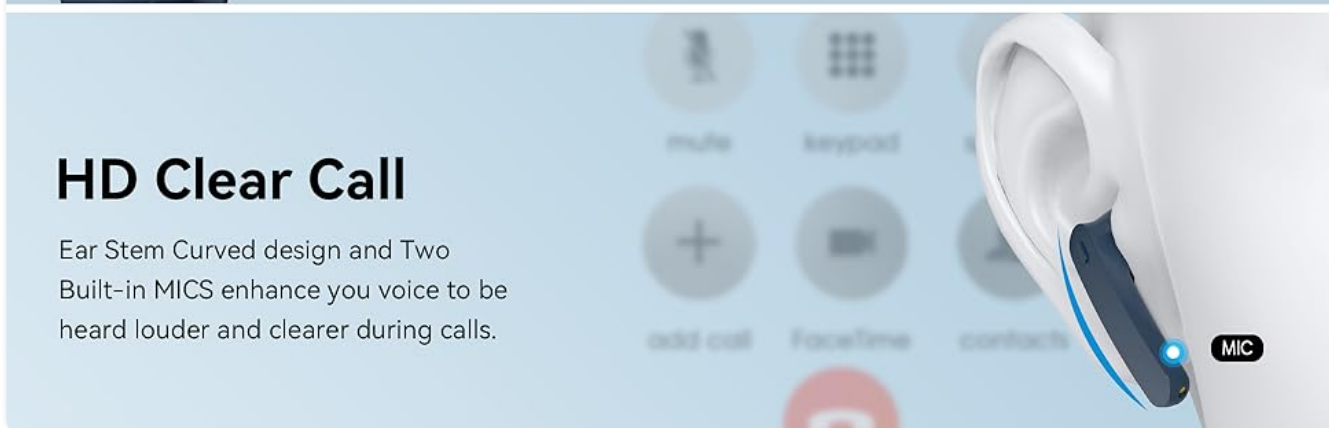 HD Clear Call
Ear Stem Curved design and Two
Built-in MICS enhance you voice to be
heard louder and clearer during calls.
mute
keypad
add call
FaceTime
contacts
MIC